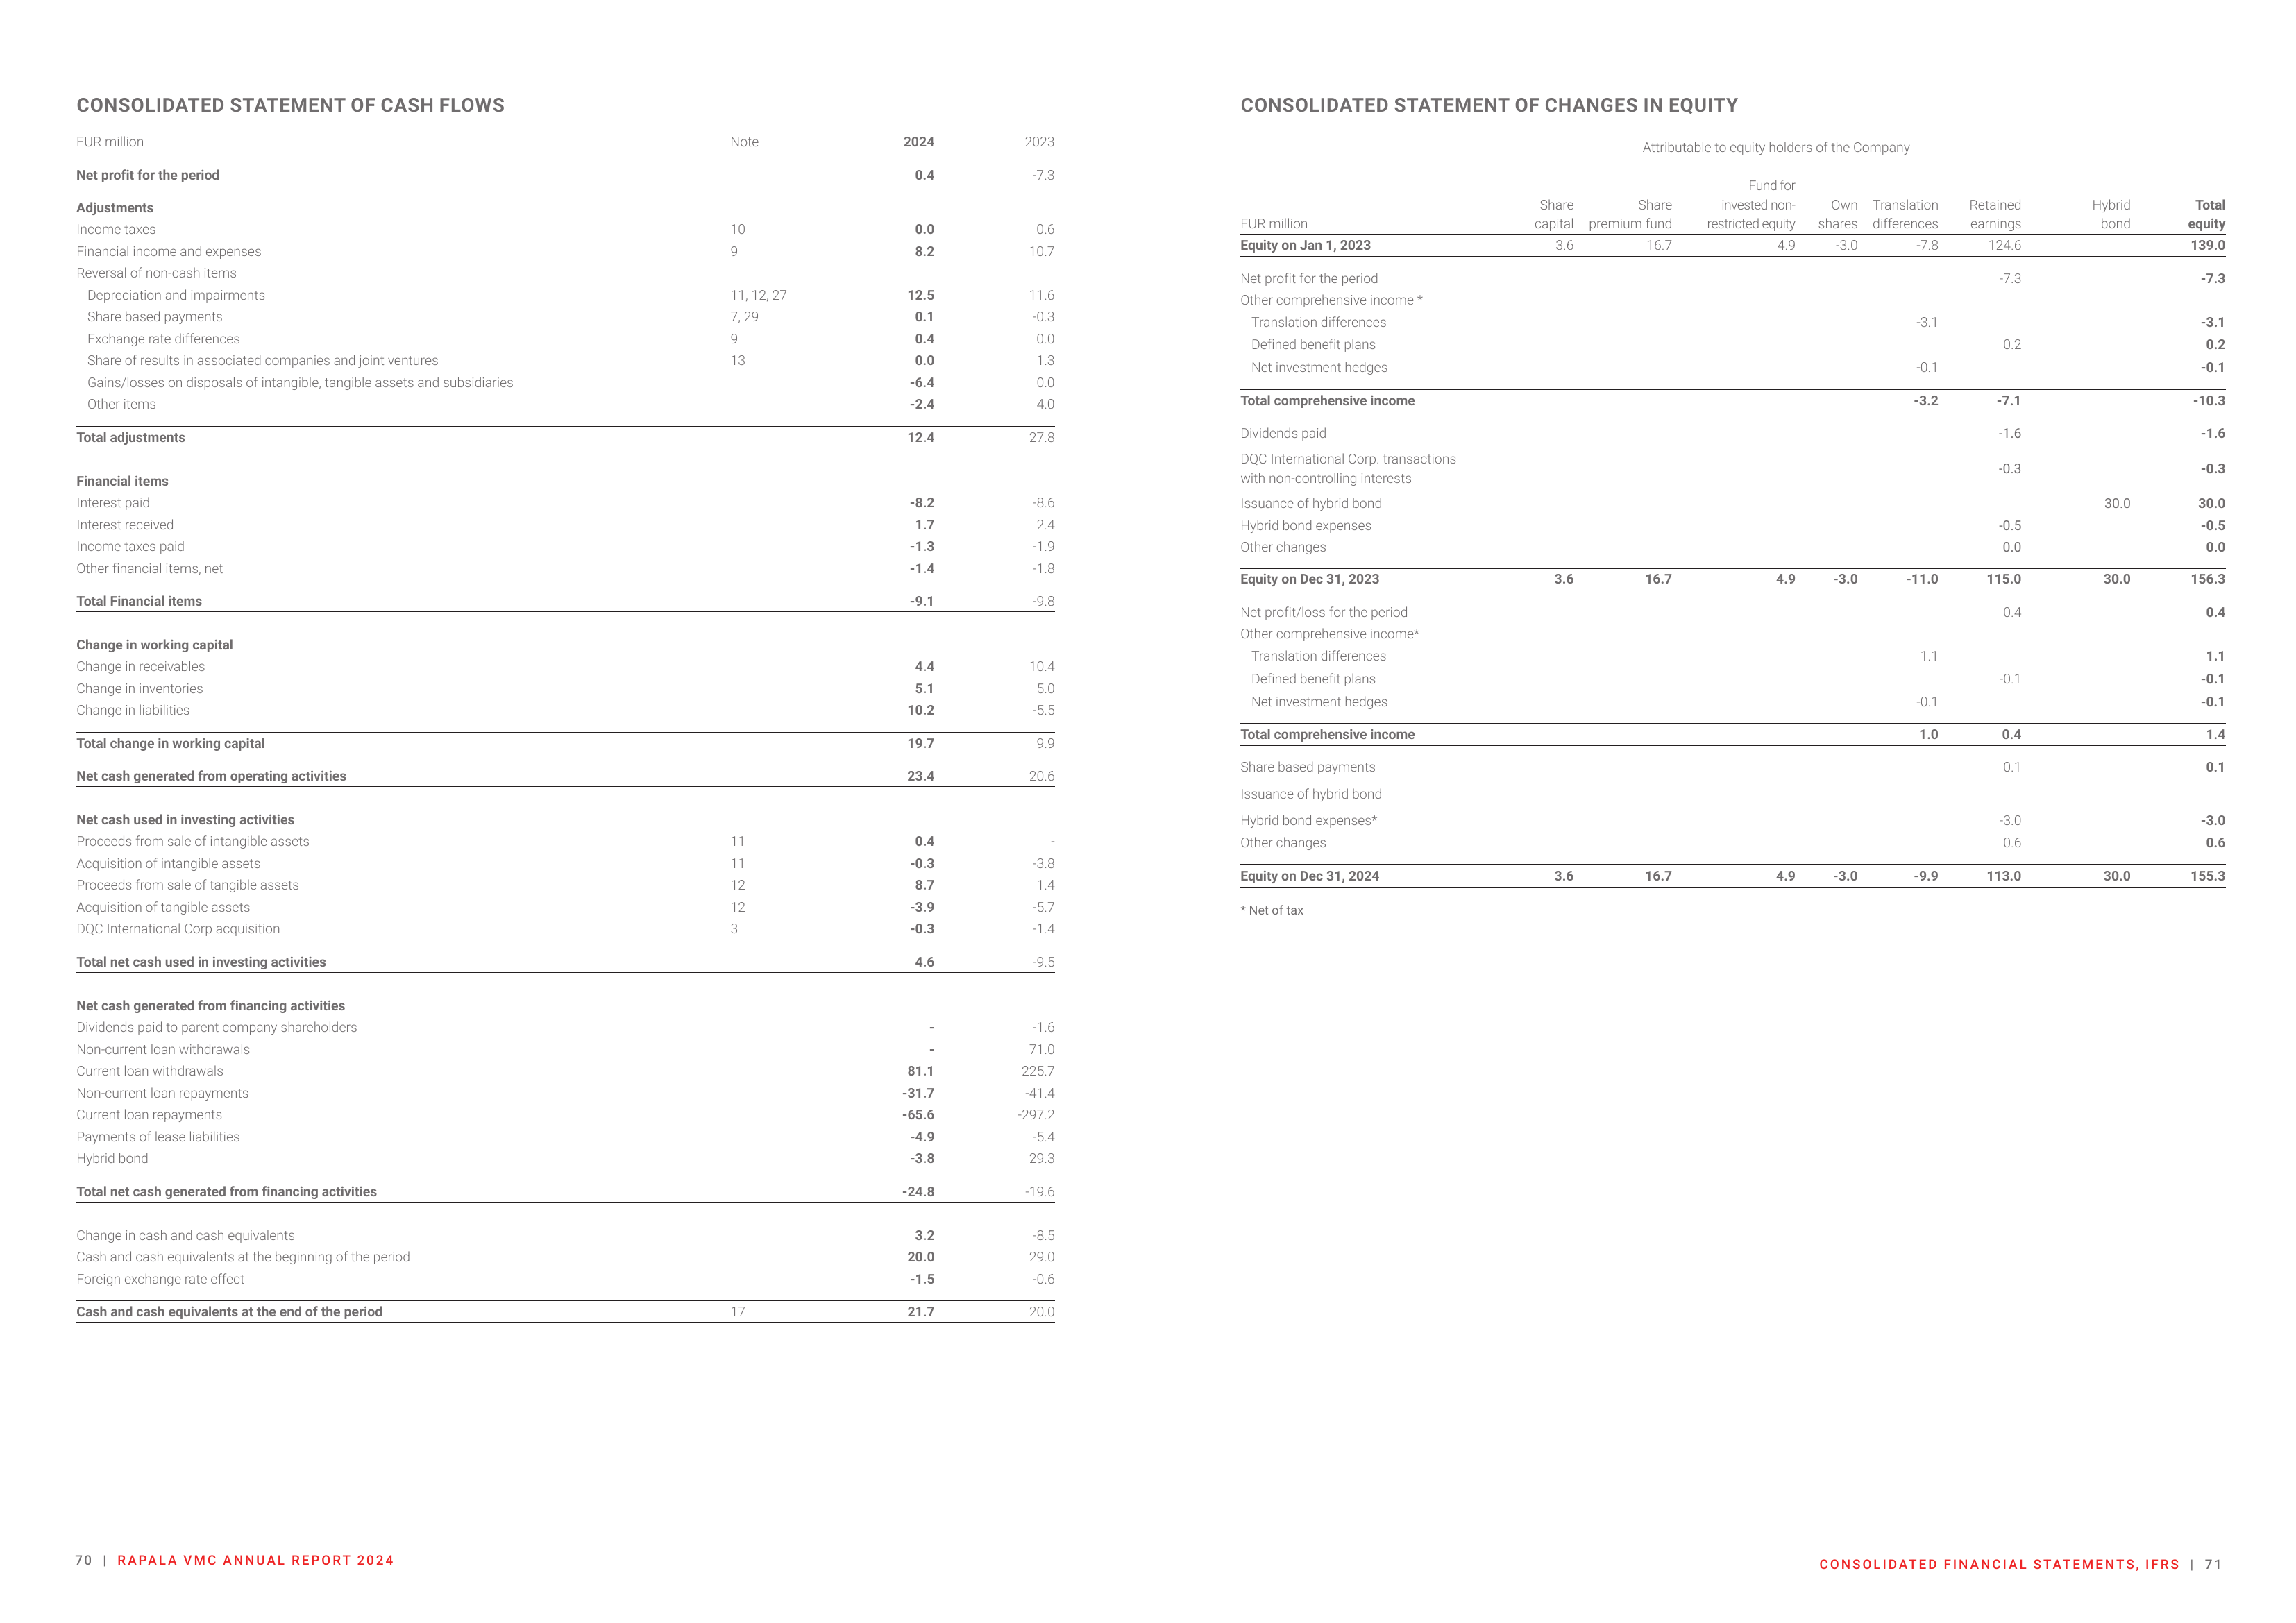 CONSOLIDATED STATEMENT OF CASH FLOWS
EUR million Note 2024 2023
Net profit for the period 0.4 -7.3
Adjustments
Income taxes 10 0.0 0.6
Financial income and expenses 9 8.2 10.7
Reversal of non-cash items
Depreciation and impairments 11, 12, 27 12.5 11.6
Share based payments 7, 29 0.1 -0.3
Exchange rate differences 9 0.4 0.0
Share of results in associated companies and joint ventures 13 0.0 1.3
Gains/losses on disposals of intangible, tangible assets and subsidiaries -6.4 0.0
Other items -2.4 4.0
Total adjustments 12.4 27.8
Financial items
Interest paid -8.2 -8.6
Interest received 1.7 2.4
Income taxes paid -1.3 -1.9
Other financial items, net -1.4 -1.8
Total Financial items -9.1 -9.8
Change in working capital
Change in receivables 4.4 10.4
Change in inventories 5.1 5.0
Change in liabilities 10.2 -5.5
Total change in working capital 19.7 9.9
Net cash generated from operating activities 23.4 20.6
Net cash used in investing activities
Proceeds from sale of intangible assets 11 0.4 -
Acquisition of intangible assets 11 -0.3 -3.8
Proceeds from sale of tangible assets 12 8.7 1.4
Acquisition of tangible assets 12 -3.9 -5.7
DQC International Corp acquisition 3 -0.3 -1.4
Total net cash used in investing activities 4.6 -9.5
Net cash generated from financing activities
Dividends paid to parent company shareholders - -1.6
Non-current loan withdrawals - 71.0
Current loan withdrawals 81.1 225.7
Non-current loan repayments -31.7 -41.4
Current loan repayments -65.6 -297.2
Payments of lease liabilities -4.9 -5.4
Hybrid bond -3.8 29.3
Total net cash generated from financing activities -24.8 -19.6
Change in cash and cash equivalents 3.2 -8.5
Cash and cash equivalents at the beginning of the period 20.0 29.0
Foreign exchange rate effect -1.5 -0.6
Cash and cash equivalents at the end of the period 17 21.7 20.0
70 | RAPALA VMC ANNUAL REPORT 2024
CONSOLIDATED STATEMENT OF CHANGES IN EQUITY
Attributable to equity holders of the Company
Fund for
Share Share invested non- Own Translation Retained Hybrid Total
EUR million capital premium fund restricted equity shares differences earnings bond equity
Equity on Jan 1, 2023 3.6 16.7 4.9 -3.0 -7.8 124.6 139.0
Net profit for the period -7.3 -7.3
Other comprehensive income *
Translation differences -3.1 -3.1
Defined benefit plans 0.2 0.2
Net investment hedges -0.1 -0.1
Total comprehensive income -3.2 -7.1 -10.3
Dividends paid -1.6 -1.6
DQC International Corp. transactions
with non-controlling interests -0.3 -0.3
Issuance of hybrid bond 30.0 30.0
Hybrid bond expenses -0.5 -0.5
Other changes 0.0 0.0
Equity on Dec 31, 2023 3.6 16.7 4.9 -3.0 -11.0 115.0 30.0 156.3
Net profit/loss for the period 0.4 0.4
Other comprehensive income*
Translation differences 1.1 1.1
Defined benefit plans -0.1 -0.1
Net investment hedges -0.1 -0.1
Total comprehensive income 1.0 0.4 1.4
Share based payments 0.1 0.1
Issuance of hybrid bond
Hybrid bond expenses* -3.0 -3.0
Other changes 0.6 0.6
Equity on Dec 31, 2024 3.6 16.7 4.9 -3.0 -9.9 113.0 30.0 155.3
* Net of tax
CONSOLIDATED FINANCIAL STATEMENTS, IFRS | 71